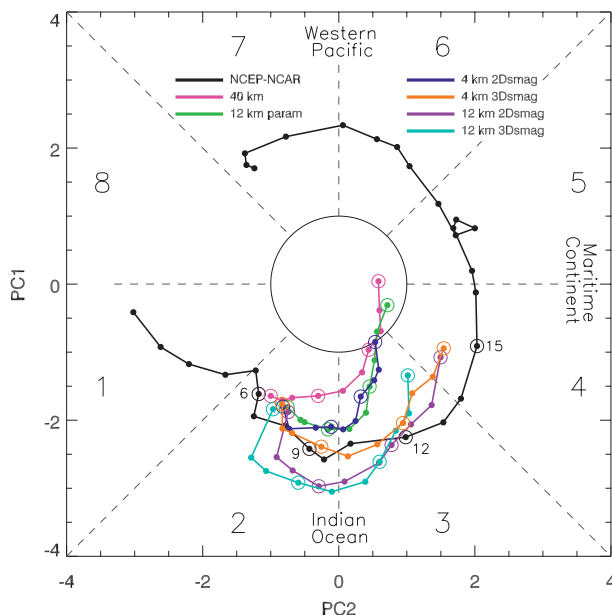 4
7
Western
Pacific
6
NCEP-NCAR
40 km
12 km param
4 km 2Dsmag
4 km 3Dsmag
12 km 2Dsmag
12 km 3Dsmag
2
8
5
PC1
0
Maritime
Continent
15
-2
1
6
4
9
12
2
Indian
Ocean
3
-4
-4
-2
0
2
4
PC2